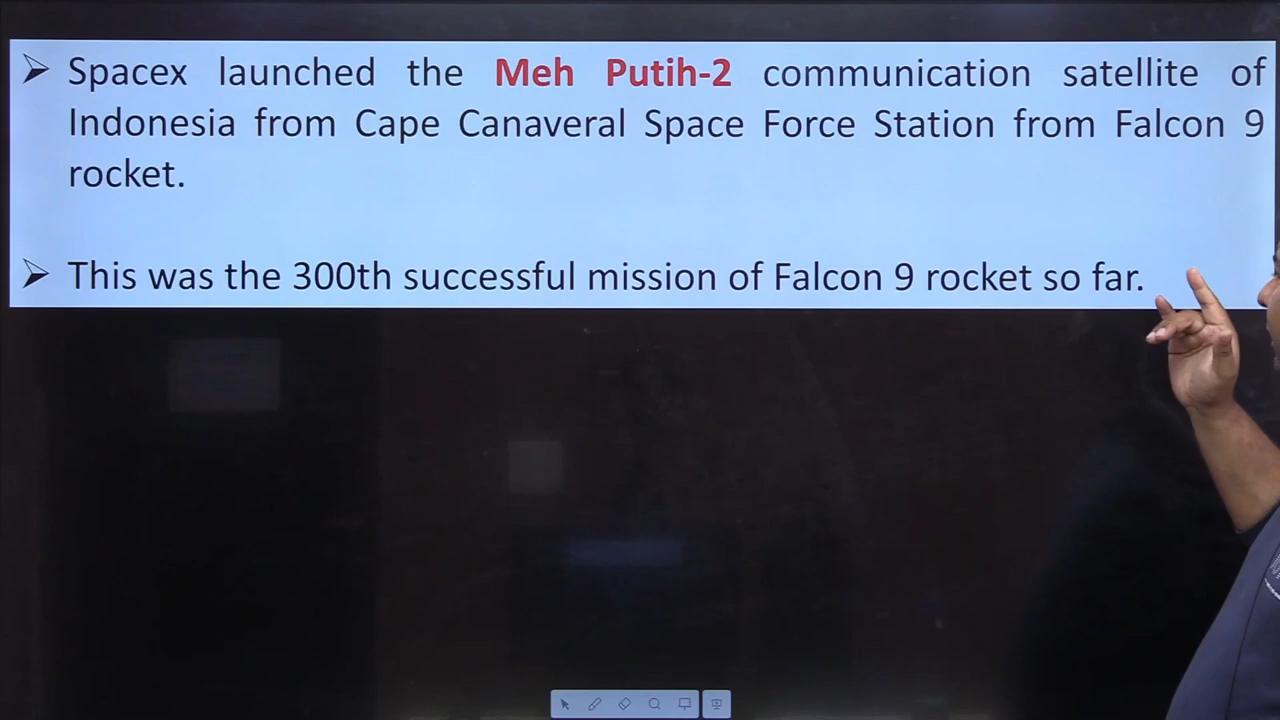 Spacex launched the Meh Putih-2 communication satellite of
Indonesia from Cape Canaveral Space Force Station from Falcon 9
rocket.
This was the 300th successful mission of Falcon 9 rocket so far.